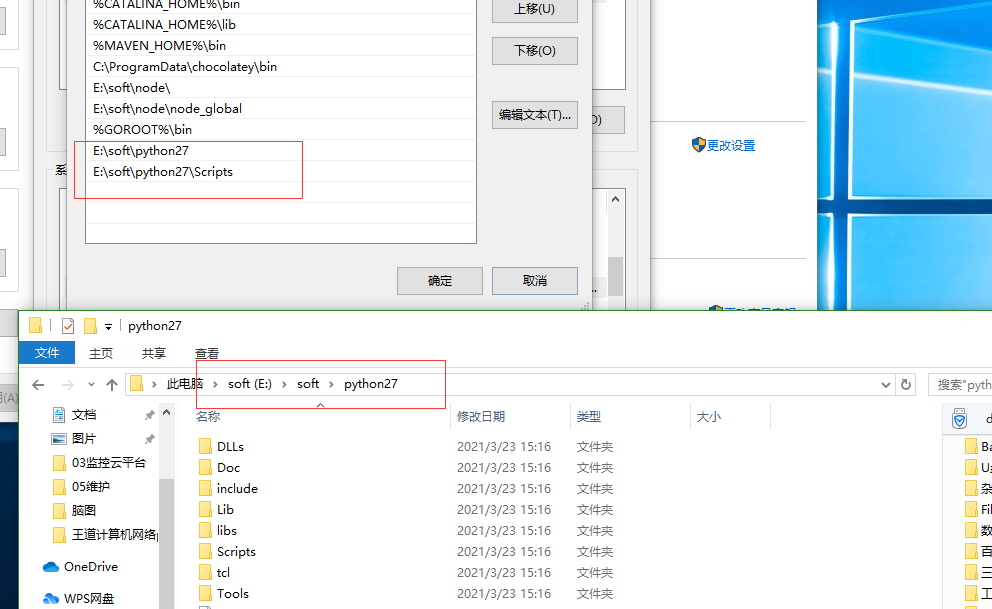 %CATALINA_HOME%\bin
%CATALINA_HOME%\lib
%MAVEN_HOME%\bin
C:\ProgramData\chocolatey\bin
E:\soft\node\
E:\soft\node\node_global
%GOROOT%\bin
E:\soft\python27
E:\soft\python27\Scripts
上移(U)
下移(O)
编辑文本(T)...
系
确定
取消
更改设置
python27
文件 主页 共享 查看
此电脑 soft (E:) soft python27
搜索"pyth
文档
图片
03监控云平台
05维护
脑图
王道计算机网络
OneDrive
WPS网盘
名称 修改日期 类型 大小
DLLs 2021/3/23 15:16 文件夹
Doc 2021/3/23 15:16 文件夹
include 2021/3/23 15:16 文件夹
Lib 2021/3/23 15:16 文件夹
libs 2021/3/23 15:16 文件夹
Scripts 2021/3/23 15:16 文件夹
tcl 2021/3/23 15:16 文件夹
Tools 2021/3/23 15:16 文件夹
Ba
杂
Fil
数
百
三
工